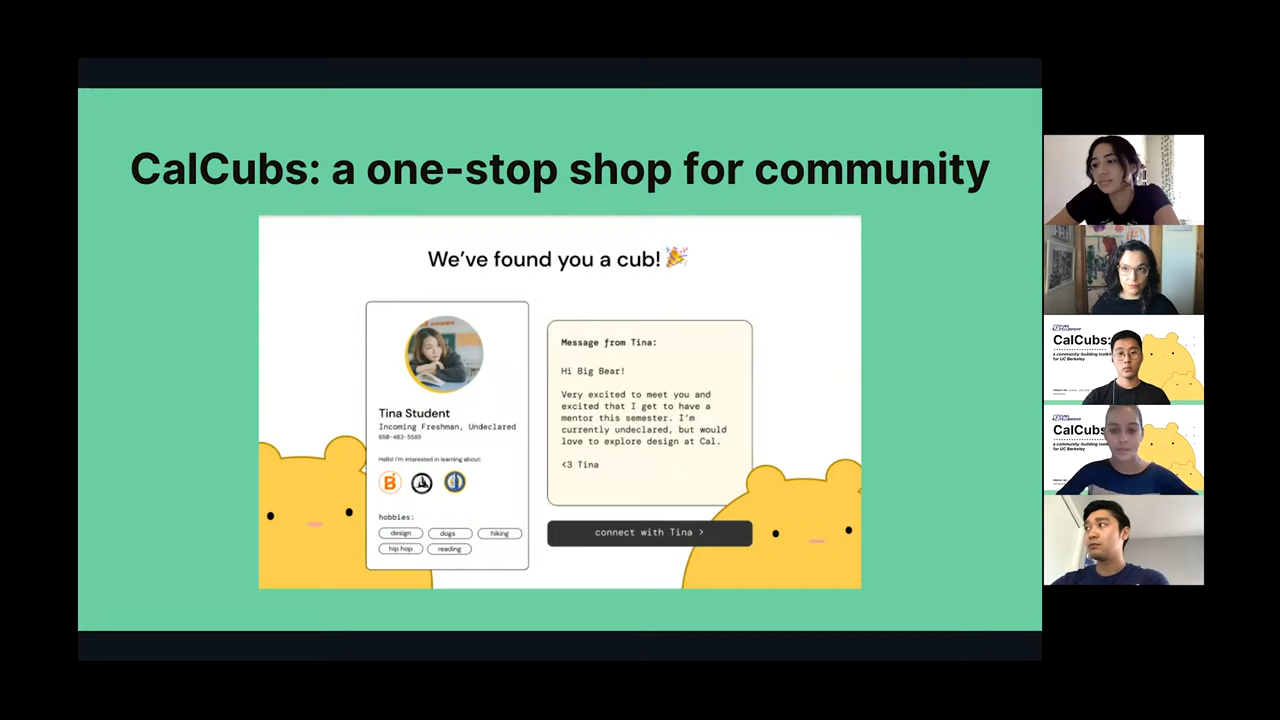 CalCubs: a one-stop shop for community
We've found you a cub!
Tina Student
Incoming Freshman, Undeclared
650-483-5585
Hello! I'm interested in learning about:
hobbies:
design
dogs
hiking
hip hop
reading
Message from Tina:
Hi Big Bear!
Very excited to meet you and
excited that I get to have a
mentor this semester. I'm
currently undeclared, but would
love to explore design at Cal.
<3 Tina
connect with Tina >
CalCubs:
a community-building toolkit
for UC Berkeley
CalCubs:
a community-building toolkit
for UC Berkeley